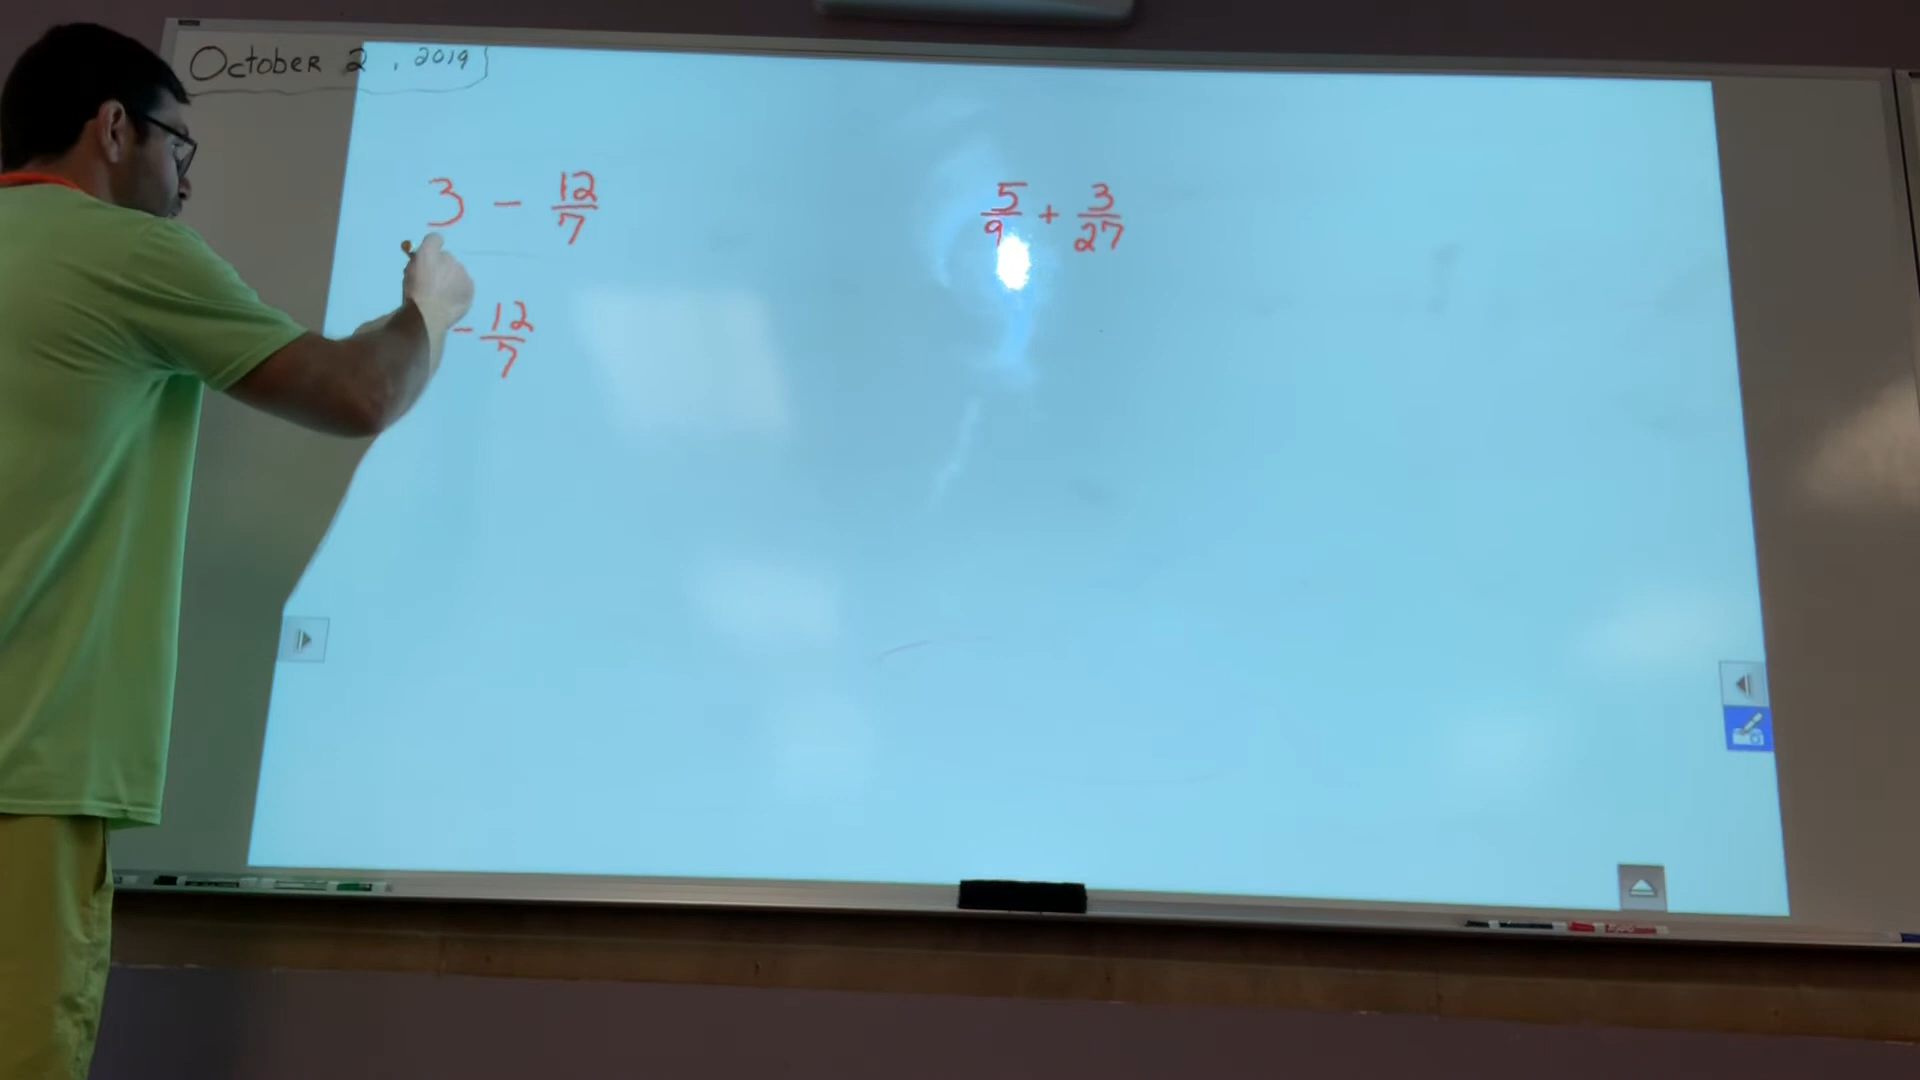 October 2, 2019
3 - 12/7
- 12/7
5/9 + 3/27